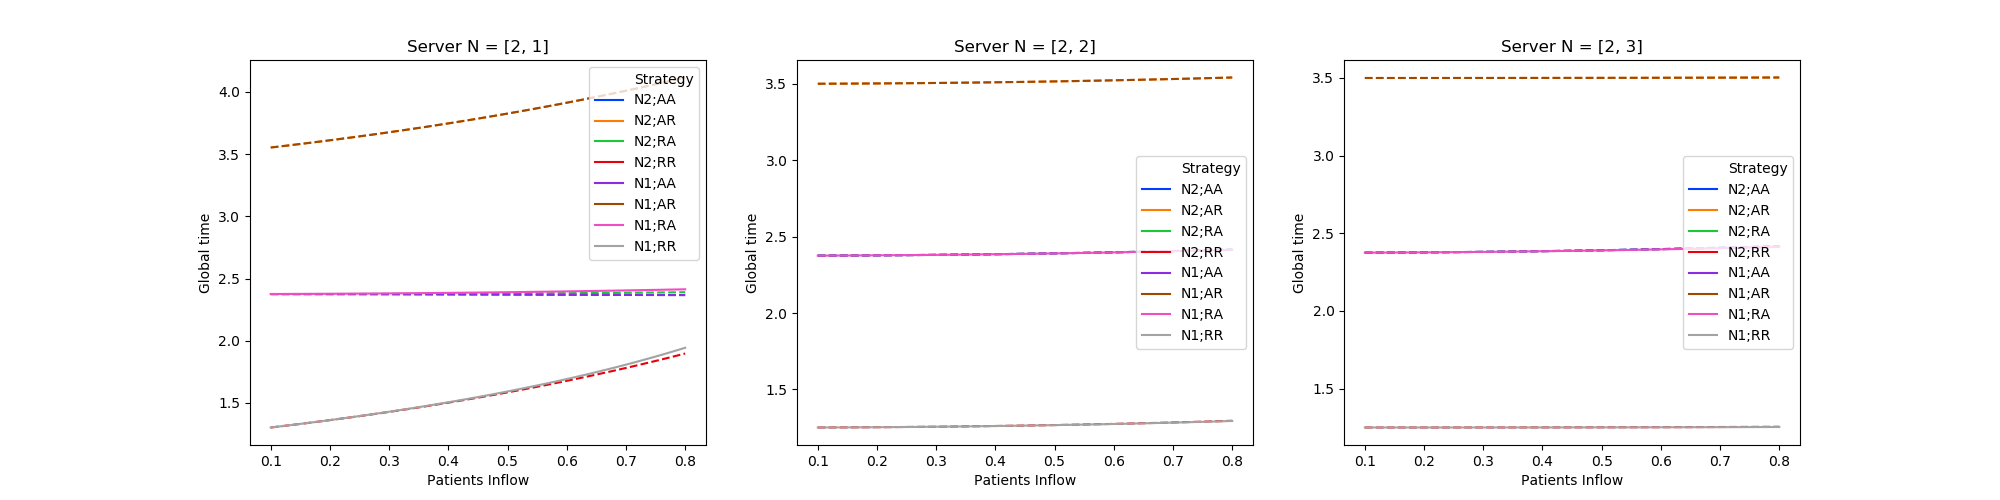 Server N = [2, 1]
Global time
4.0
3.5
3.0
2.5
2.0
1.5
Strategy
N2;AA
N2;AR
N2;RA
N2;RR
N1;AA
N1;AR
N1;RA
N1;RR
0.1 0.2 0.3 0.4 0.5 0.6 0.7 0.8
Patients Inflow
Server N = [2, 2]
Global time
3.5
3.0
2.5
2.0
1.5
Strategy
N2;AA
N2;AR
N2;RA
N2;RR
N1;AA
N1;AR
N1;RA
N1;RR
0.1 0.2 0.3 0.4 0.5 0.6 0.7 0.8
Patients Inflow
Server N = [2, 3]
Global time
3.5
3.0
2.5
2.0
1.5
Strategy
N2;AA
N2;AR
N2;RA
N2;RR
N1;AA
N1;AR
N1;RA
N1;RR
0.1 0.2 0.3 0.4 0.5 0.6 0.7 0.8
Patients Inflow